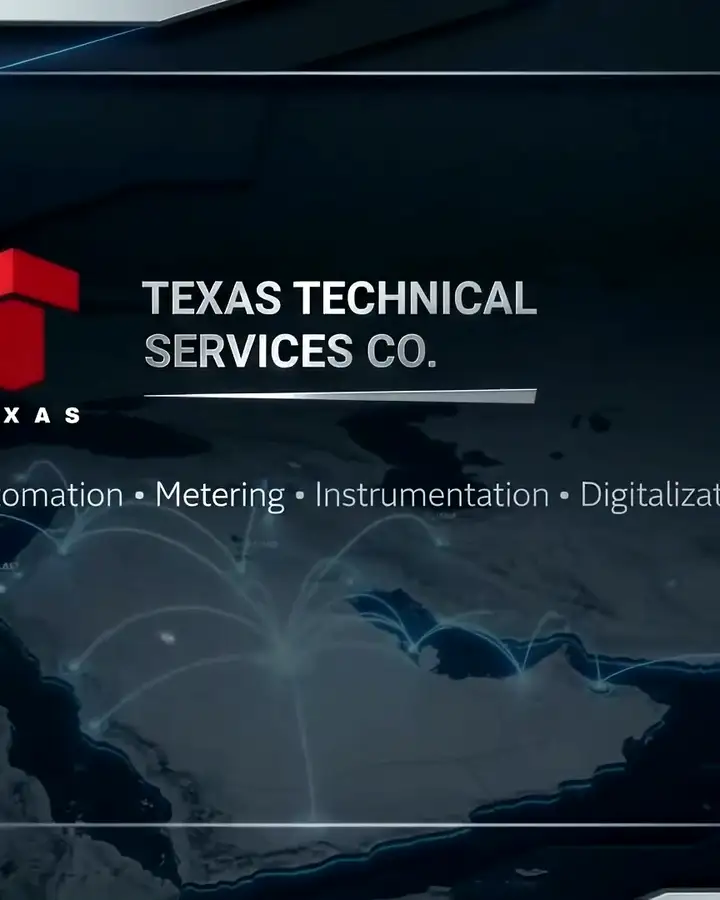 TEXAS TECHNICAL
SERVICES CO.
XAS
omation • Metering • Instrumentation • Digitalizat